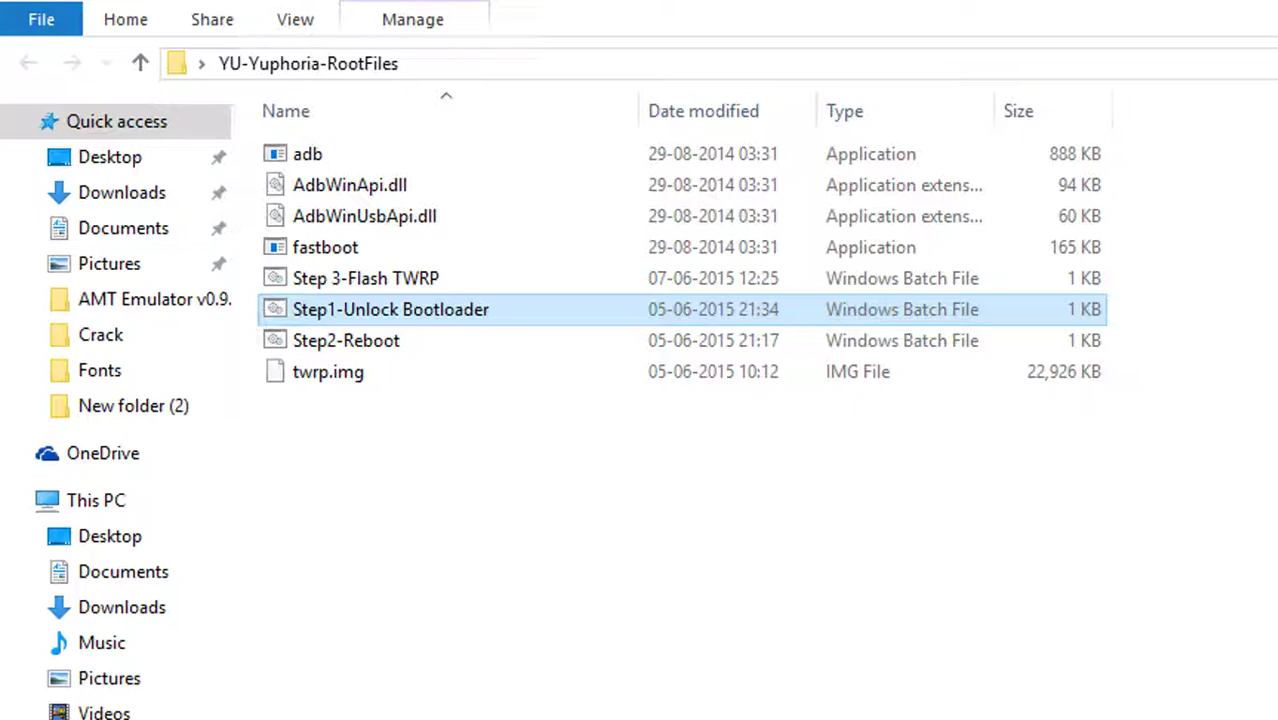 File Home Share View Manage
YU-Yuphoria-RootFiles
Name Date modified Type Size
Quick access
Desktop
Downloads
Documents
Pictures
AMT Emulator v0.9.
Crack
Fonts
New folder (2)
OneDrive
This PC
Desktop
Documents
Downloads
Music
Pictures
Videos
adb 29-08-2014 03:31 Application 888 KB
AdbWinApi.dll 29-08-2014 03:31 Application extens... 94 KB
AdbWinUsbApi.dll 29-08-2014 03:31 Application extens... 60 KB
fastboot 29-08-2014 03:31 Application 165 KB
Step 3-Flash TWRP 07-06-2015 12:25 Windows Batch File 1 KB
Step1-Unlock Bootloader 05-06-2015 21:34 Windows Batch File 1 KB
Step2-Reboot 05-06-2015 21:17 Windows Batch File 1 KB
twrp.img 05-06-2015 10:12 IMG File 22,926 KB